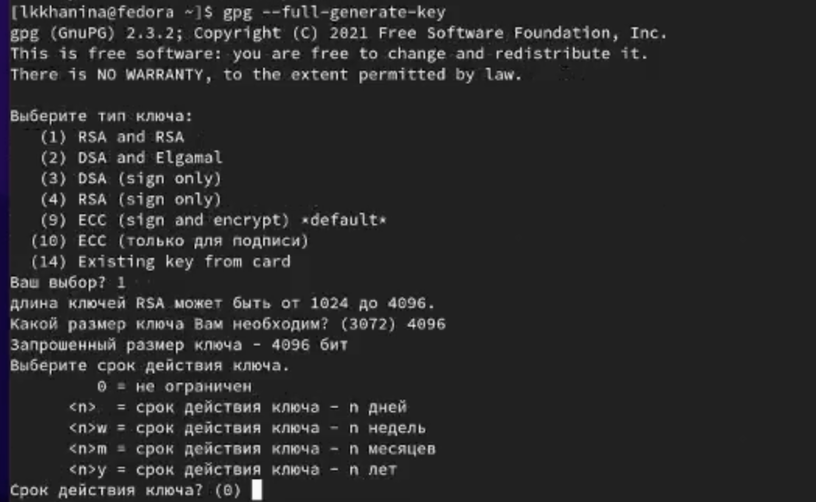 [lkkhanina@fedora ~]$ gpg --full-generate-key
gpg (GnuPG) 2.3.2; Copyright (C) 2021 Free Software Foundation, Inc.
This is free software: you are free to change and redistribute it.
There is NO WARRANTY, to the extent permitted by law.
Выберите тип ключа:
(1) RSA and RSA
(2) DSA and Elgamal
(3) DSA (sign only)
(4) RSA (sign only)
(9) ECC (sign and encrypt) *default*
(10) ECC (только для подписи)
(14) Existing key from card
Ваш выбор? 1
длина ключей RSA может быть от 1024 до 4096.
Какой размер ключа Вам необходим? (3072) 4096
Запрошенный размер ключа - 4096 бит
Выберите срок действия ключа.
0 = не ограничен
<n> = срок действия ключа - n дней
<n>w = срок действия ключа - n недель
<n>m = срок действия ключа - n месяцев
<n>y = срок действия ключа - n лет
Срок действия ключа? (0)